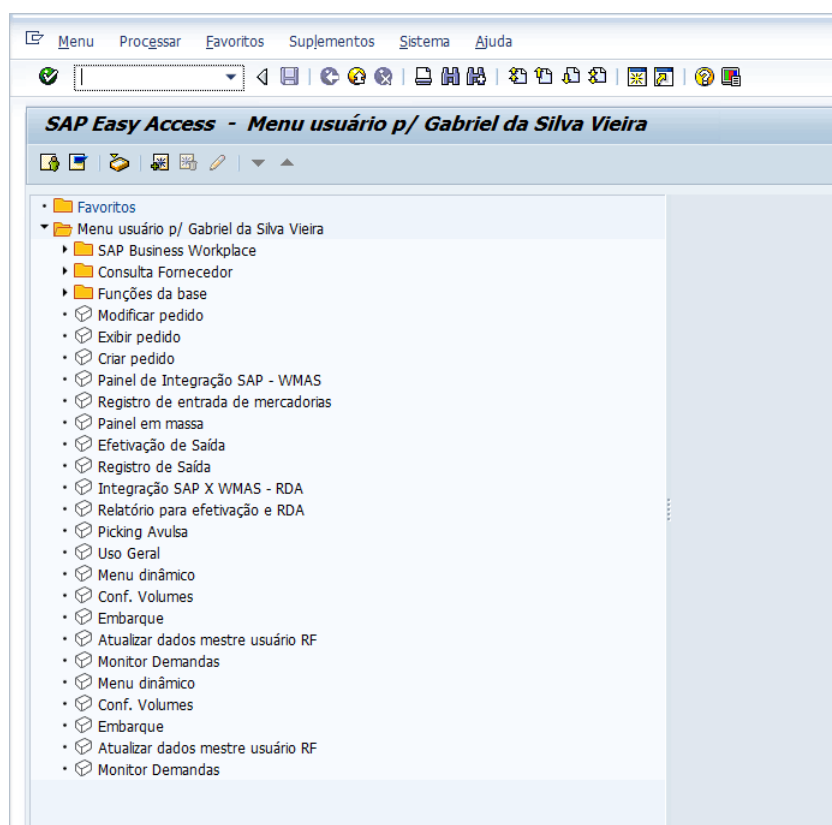 Menu Processar Favoritos Suplementos Sistema Ajuda
SAP Easy Access - Menu usuário p/ Gabriel da Silva Vieira
Favoritos
Menu usuário p/ Gabriel da Silva Vieira
SAP Business Workplace
Consulta Fornecedor
Funções da base
Modificar pedido
Exibir pedido
Criar pedido
Painel de Integração SAP - WMAS
Registro de entrada de mercadorias
Painel em massa
Efetivação de Saída
Registro de Saída
Integração SAP X WMAS - RDA
Relatório para efetivação e RDA
Picking Avulsa
Uso Geral
Menu dinâmico
Conf. Volumes
Embarque
Atualizar dados mestre usuário RF
Monitor Demandas
Menu dinâmico
Conf. Volumes
Embarque
Atualizar dados mestre usuário RF
Monitor Demandas